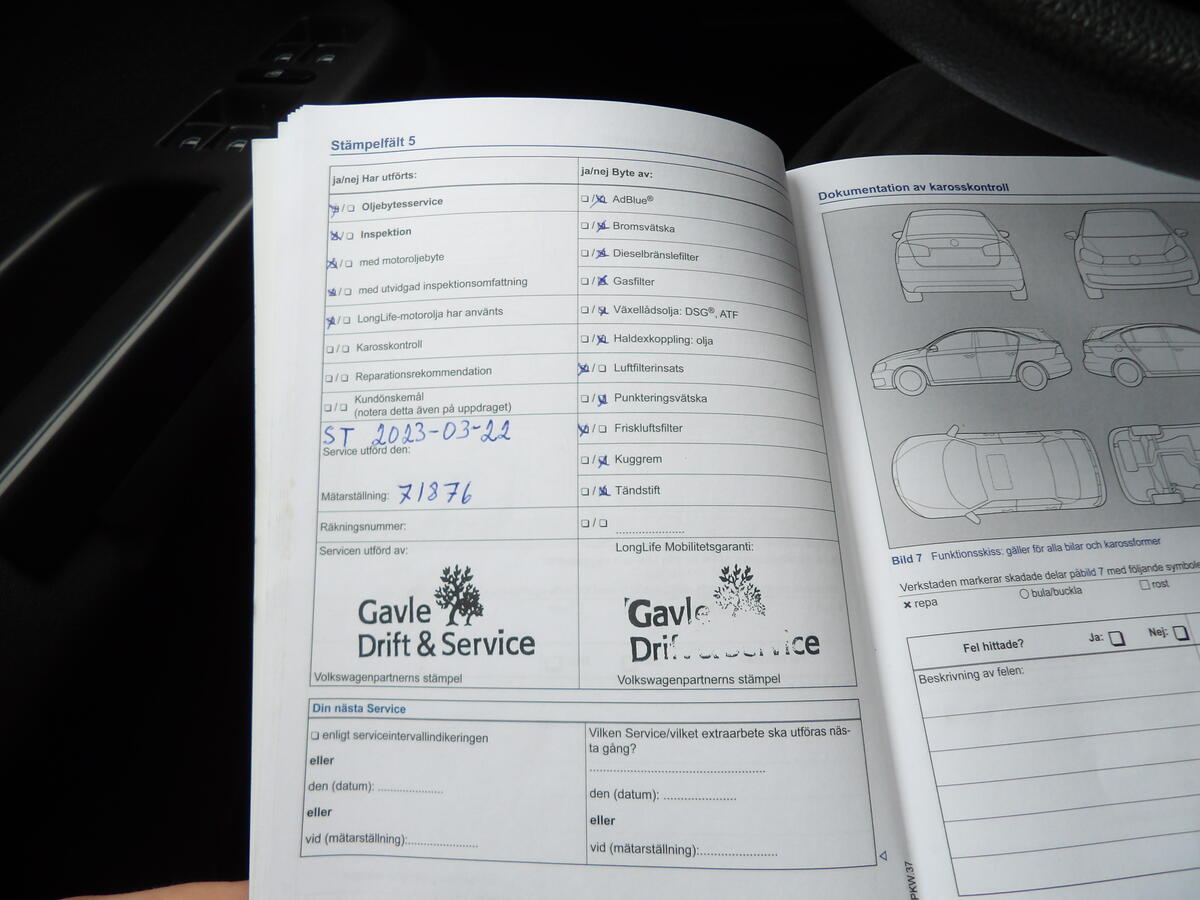 Stämpelfält 5
ja/nej Har utförts:
☒/☐ Oljebytesservice
☒/☐ Inspektion
☒/☐ med motoroljebyte
☒/☐ med utvidgad inspektionsomfattning
☒/☐ LongLife-motorolja har använts
☐/☐ Karosskontroll
☐/☐ Reparationsrekommendation
☐/☐ Kundönskemål
(notera detta även på uppdraget)
ST 2023-03-22
Service utförd den:
Mätarställning: 71876
Räkningsnummer:
Servicen utförd av:
Gavle
Drift & Service
Volkswagenpartnerns stämpel
ja/nej Byte av:
☐/☒ AdBlue®
☐/☒ Bromsvätska
☐/☒ Dieselbränslefilter
☐/☒ Gasfilter
☐/☒ Växellådsolja: DSG®, ATF
☐/☒ Haldexkoppling: olja
☒/☐ Luftfilterinsats
☐/☒ Punkteringsvätska
☒/☐ Friskluftsfilter
☐/☒ Kuggrem
☐/☒ Tändstift
☐/☐ ....................
LongLife Mobilitetsgaranti:
Gavle
Drift & Service
Volkswagenpartnerns stämpel
Din nästa Service
☐ enligt serviceintervallindikeringen
eller
den (datum): ....................
eller
vid (mätarställning):....................
Vilken Service/vilket extraarbete ska utföras näs-
ta gång?
..................................................
den (datum): ....................
eller
vid (mätarställning):....................
Dokumentation av karosskontroll
Bild 7 Funktionsskiss: gäller för alla bilar och karossformer
Verkstaden markerar skadade delar påbild 7 med följande symbole
✗ repa ○ bula/buckla ☐ rost
Fel hittade? Ja: ☐ Nej: ☐
Beskrivning av felen:
PKW.37